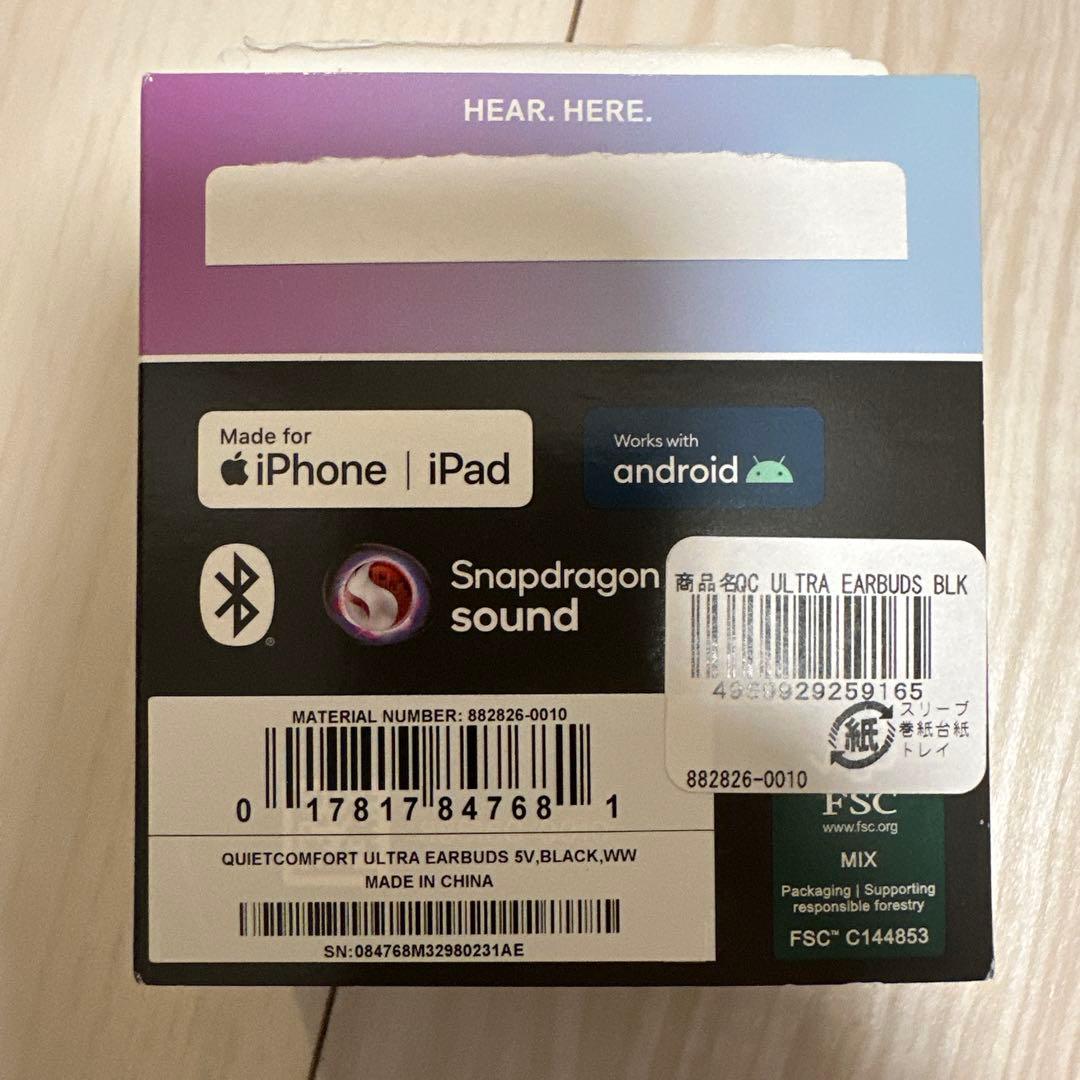 HEAR. HERE.
Made for
iPhone | iPad
Works with
android
Snapdragon
sound
商品名QC ULTRA EARBUDS BLK
4969929259165
スリーブ
巻紙台紙
トレイ
紙
882826-0010
MATERIAL NUMBER: 882826-0010
0 17817 84768 1
QUIETCOMFORT ULTRA EARBUDS 5V,BLACK,WW
MADE IN CHINA
SN:084768M32980231AE
FSC
www.fsc.org
MIX
Packaging | Supporting
responsible forestry
FSC™ C144853